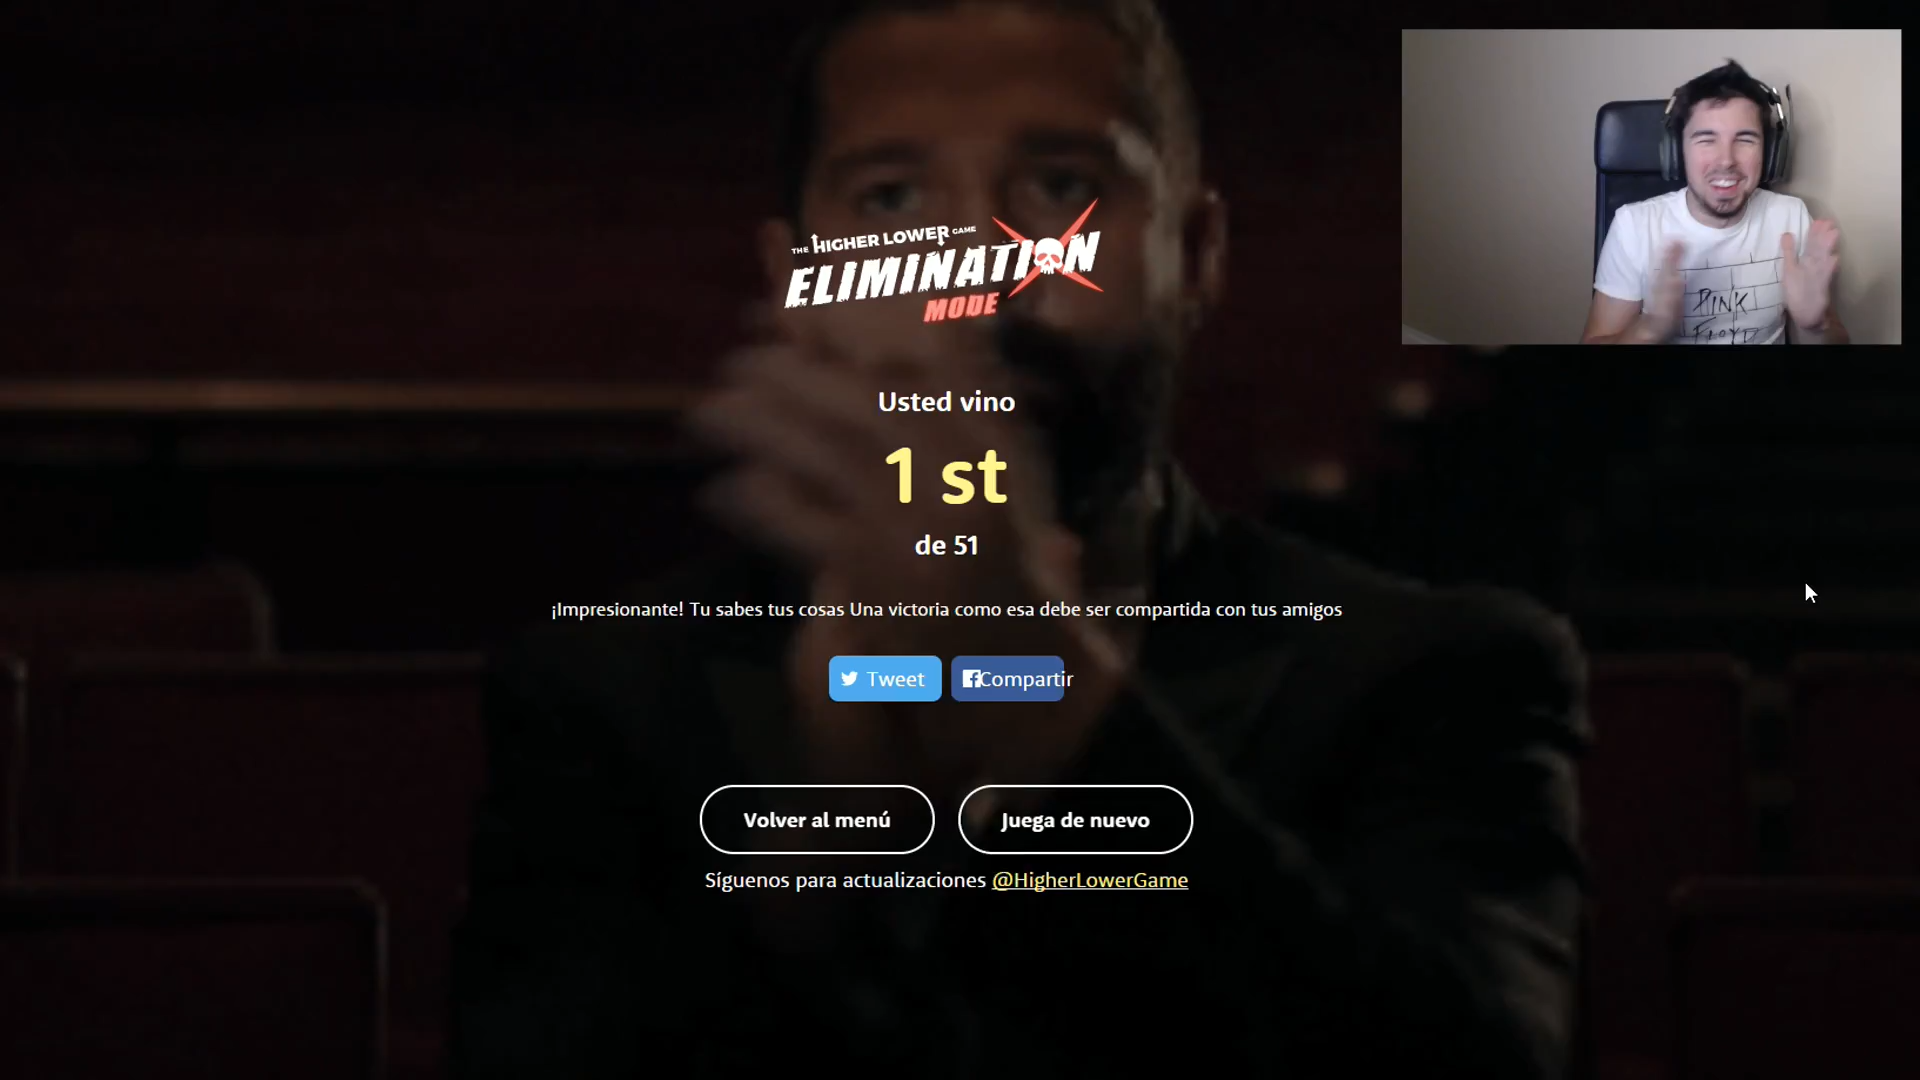 THE HIGHER LOWER GAME
ELIMINATION
MODE
PINK
FLOYD
Usted vino
1 st
de 51
¡Impresionante! Tu sabes tus cosas Una victoria como esa debe ser compartida con tus amigos
Tweet
Compartir
Volver al menú
Juega de nuevo
Síguenos para actualizaciones @HigherLowerGame